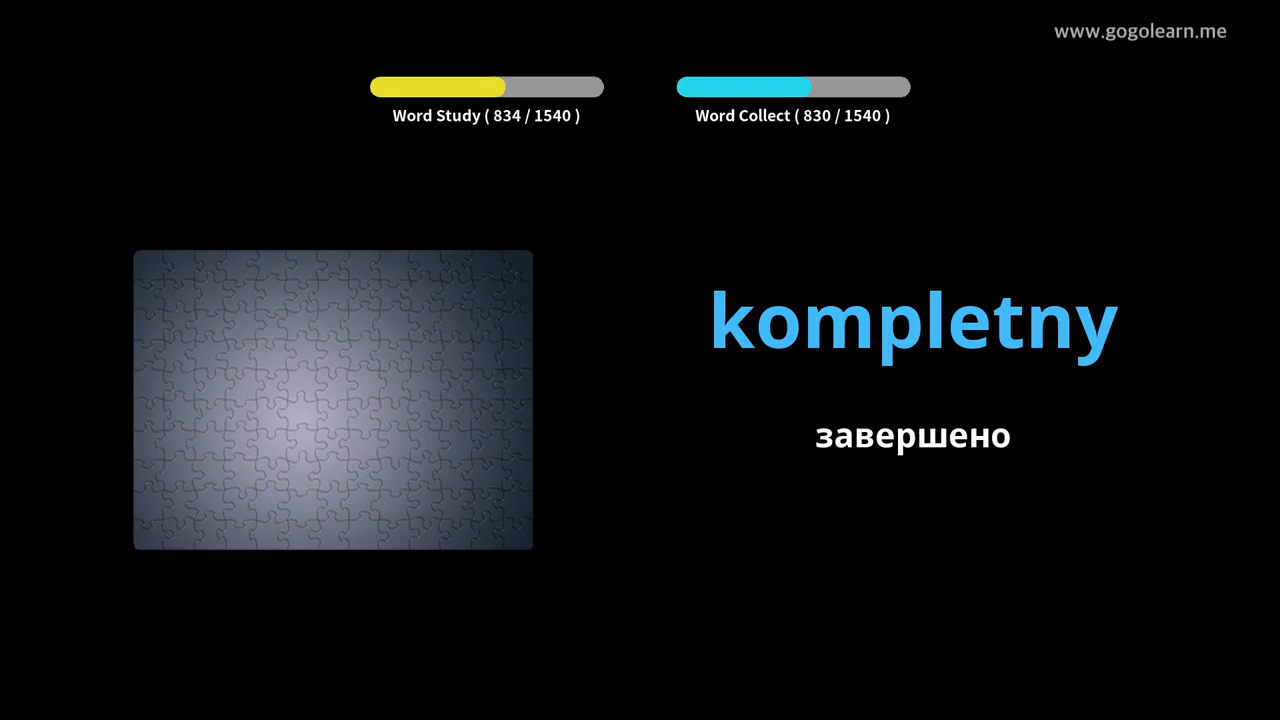 www.gogolearn.me
Word Study ( 834 / 1540 )
Word Collect ( 830 / 1540 )
kompletny
завершено